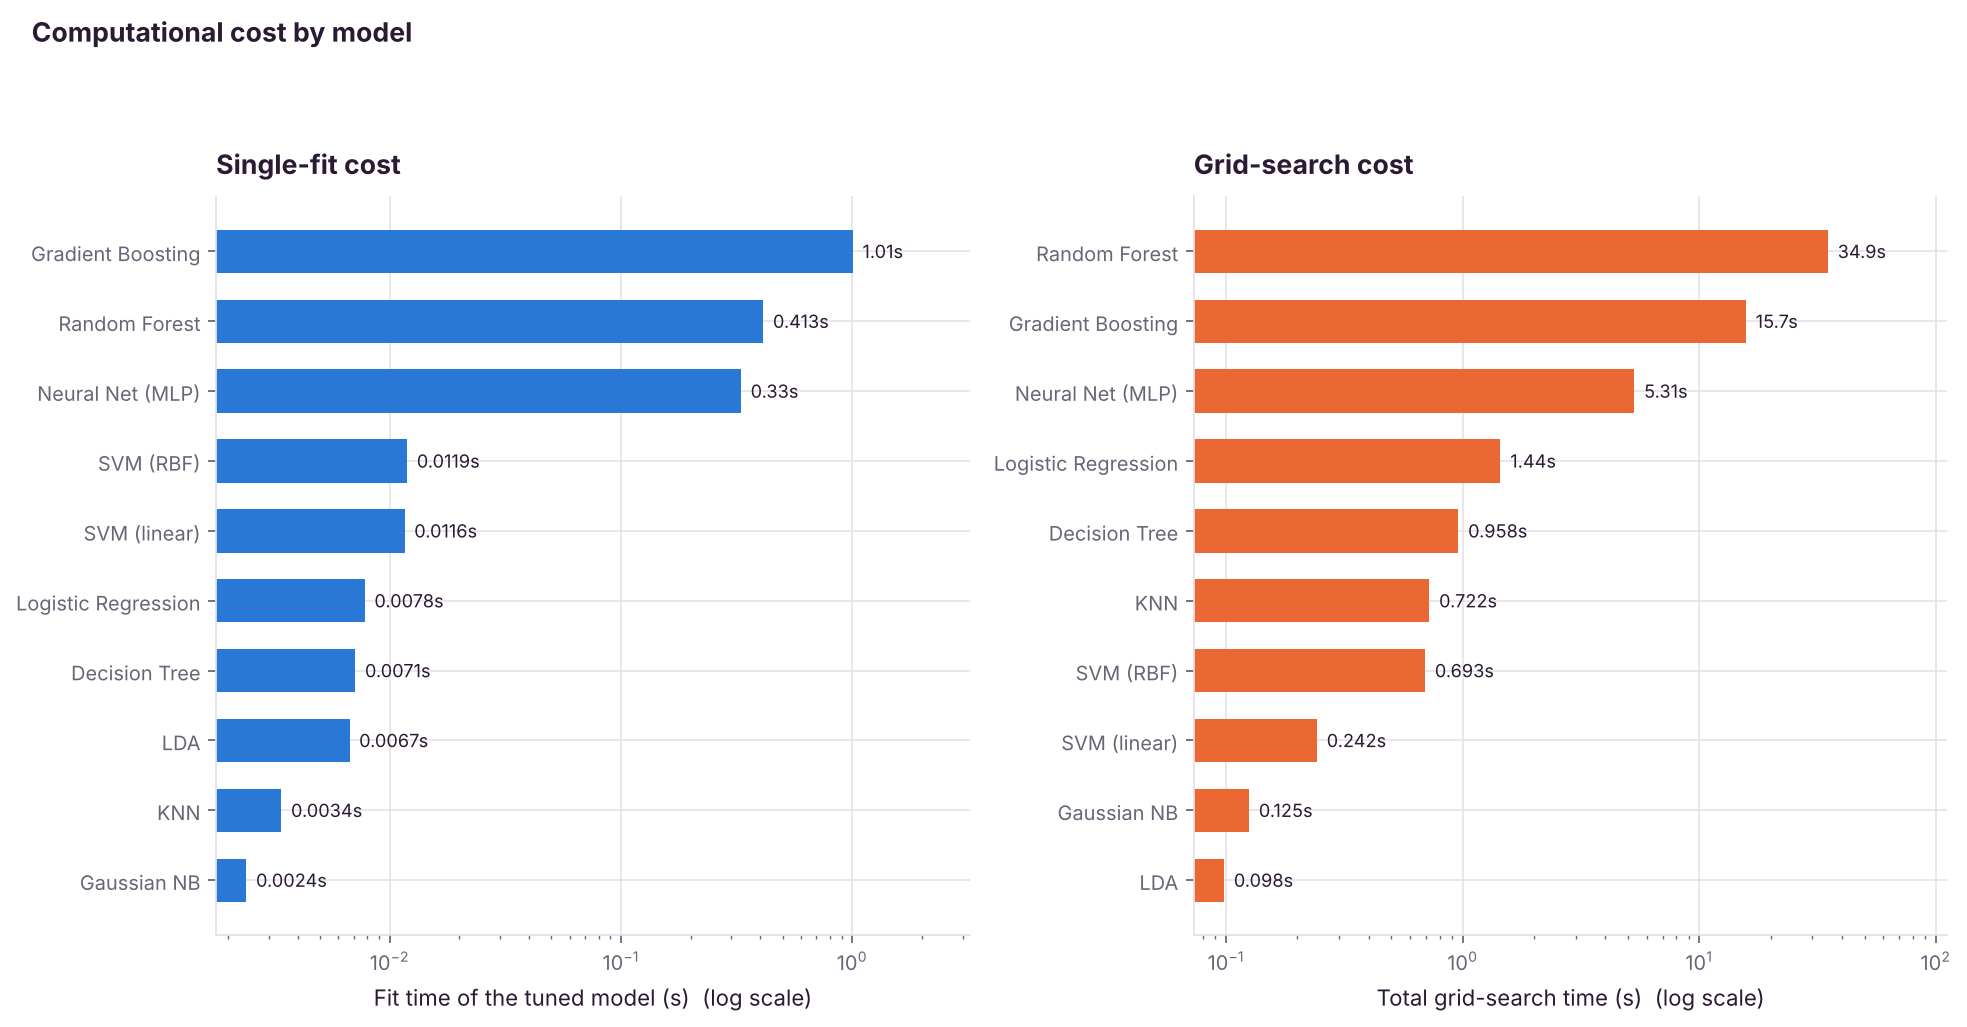 Computational cost by model
Single-fit cost
Gradient Boosting 1.01s
Random Forest 0.413s
Neural Net (MLP) 0.33s
SVM (RBF) 0.0119s
SVM (linear) 0.0116s
Logistic Regression 0.0078s
Decision Tree 0.0071s
LDA 0.0067s
KNN 0.0034s
Gaussian NB 0.0024s
10⁻² 10⁻¹ 10⁰
Fit time of the tuned model (s) (log scale)
Grid-search cost
Random Forest 34.9s
Gradient Boosting 15.7s
Neural Net (MLP) 5.31s
Logistic Regression 1.44s
Decision Tree 0.958s
KNN 0.722s
SVM (RBF) 0.693s
SVM (linear) 0.242s
Gaussian NB 0.125s
LDA 0.098s
10⁻¹ 10⁰ 10¹ 10²
Total grid-search time (s) (log scale)